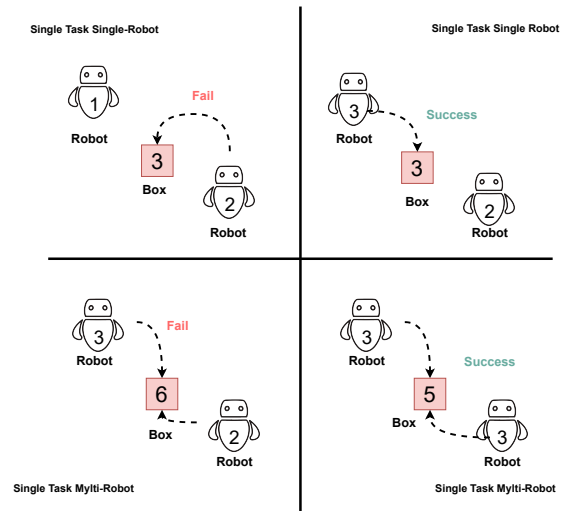 Single Task Single-Robot
1
Robot
Fail
3
Box
2
Robot
Single Task Single Robot
3
Robot
Success
3
Box
2
Robot
3
Robot
Fail
6
Box
2
Robot
Single Task Mylti-Robot
3
Robot
Success
5
Box
3
Robot
Single Task Mylti-Robot